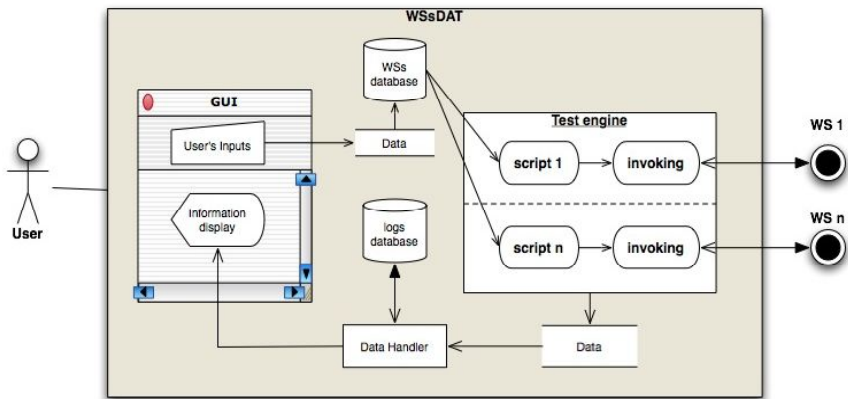 WSsDAT
GUI
User's Inputs
Information
display
User
WSs
database
Data
logs
database
Data Handler
Test engine
script 1
invoking
script n
invoking
Data
WS 1
WS n